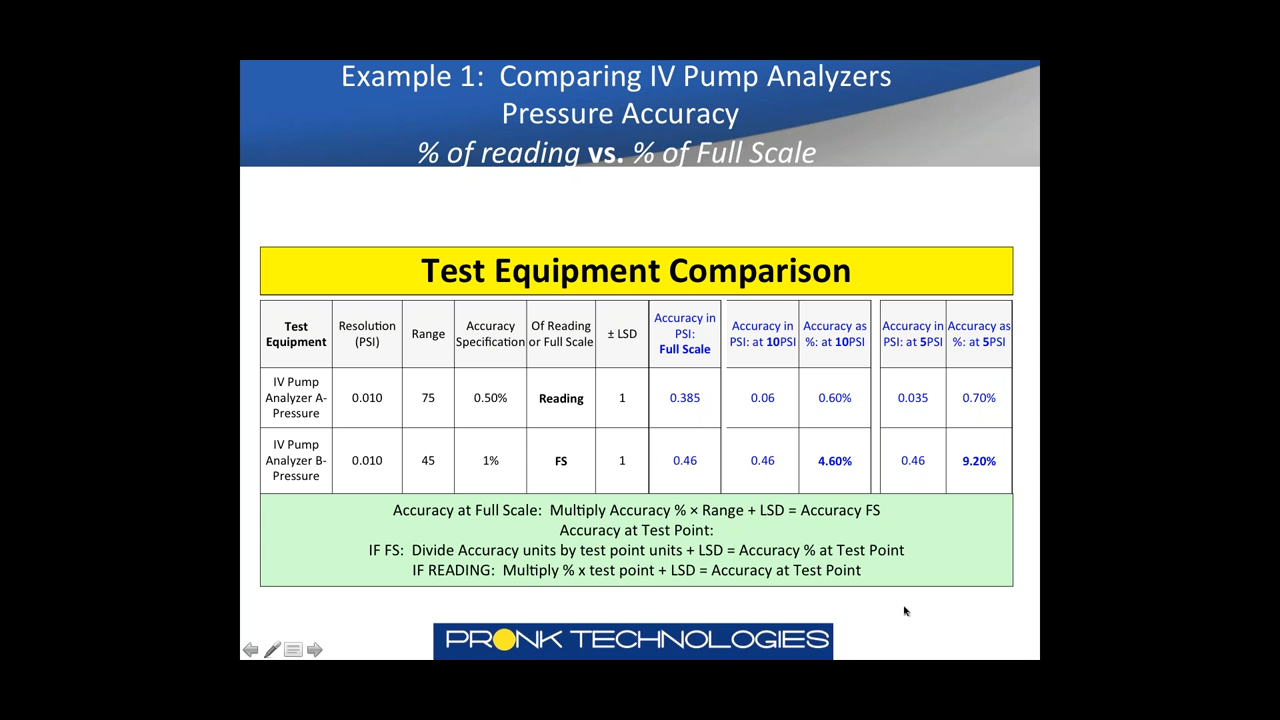 Example 1:  Comparing IV Pump Analyzers
Pressure Accuracy
% of reading vs. % of Full Scale
Test Equipment Comparison
Test Equipment
Resolution (PSI)
Range
Accuracy Specification
Of Reading or Full Scale
± LSD
Accuracy in PSI: Full Scale
Accuracy in PSI: at 10PSI
Accuracy as %: at 10PSI
Accuracy in PSI: at 5PSI
Accuracy as %: at 5PSI
IV Pump Analyzer A- Pressure
0.010
75
0.50%
Reading
1
0.385
0.06
0.60%
0.035
0.70%
IV Pump Analyzer B- Pressure
0.010
45
1%
FS
1
0.46
0.46
4.60%
0.46
9.20%
Accuracy at Full Scale:  Multiply Accuracy % × Range + LSD = Accuracy FS
Accuracy at Test Point:
IF FS:  Divide Accuracy units by test point units + LSD = Accuracy % at Test Point
IF READING:  Multiply % x test point + LSD = Accuracy at Test Point
PRONK TECHNOLOGIES